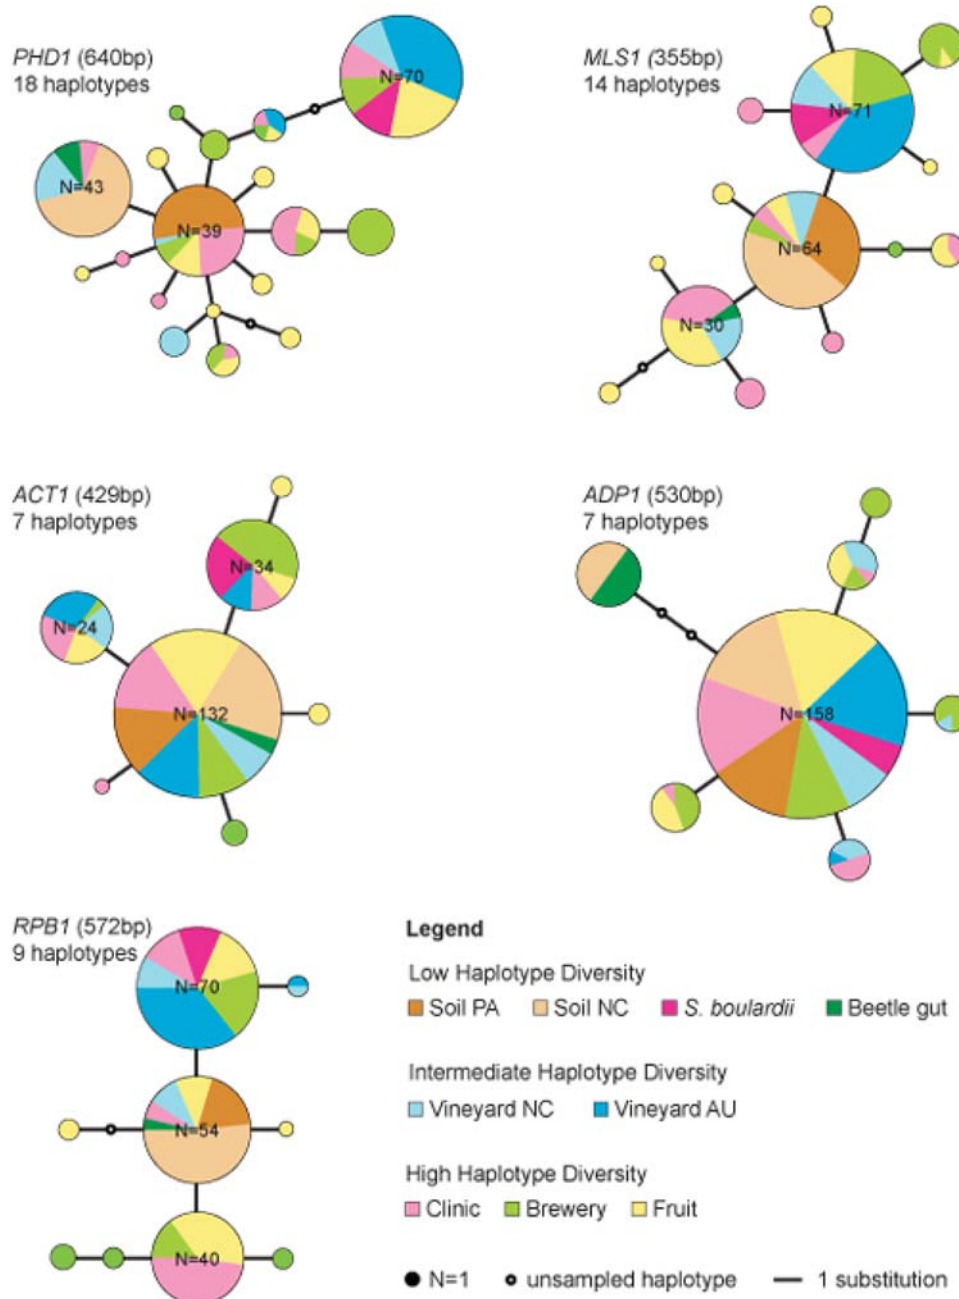 PHD1 (640bp)
18 haplotypes
N=70
N=43
N=39
MLS1 (355bp)
14 haplotypes
N=71
N=64
N=30
ACT1 (429bp)
7 haplotypes
N=34
N=24
N=132
ADP1 (530bp)
7 haplotypes
N=158
RPB1 (572bp)
9 haplotypes
N=70
N=54
N=40
Legend
Low Haplotype Diversity
Soil PA Soil NC S. boulardii Beetle gut
Intermediate Haplotype Diversity
Vineyard NC Vineyard AU
High Haplotype Diversity
Clinic Brewery Fruit
N=1 unsampled haplotype 1 substitution